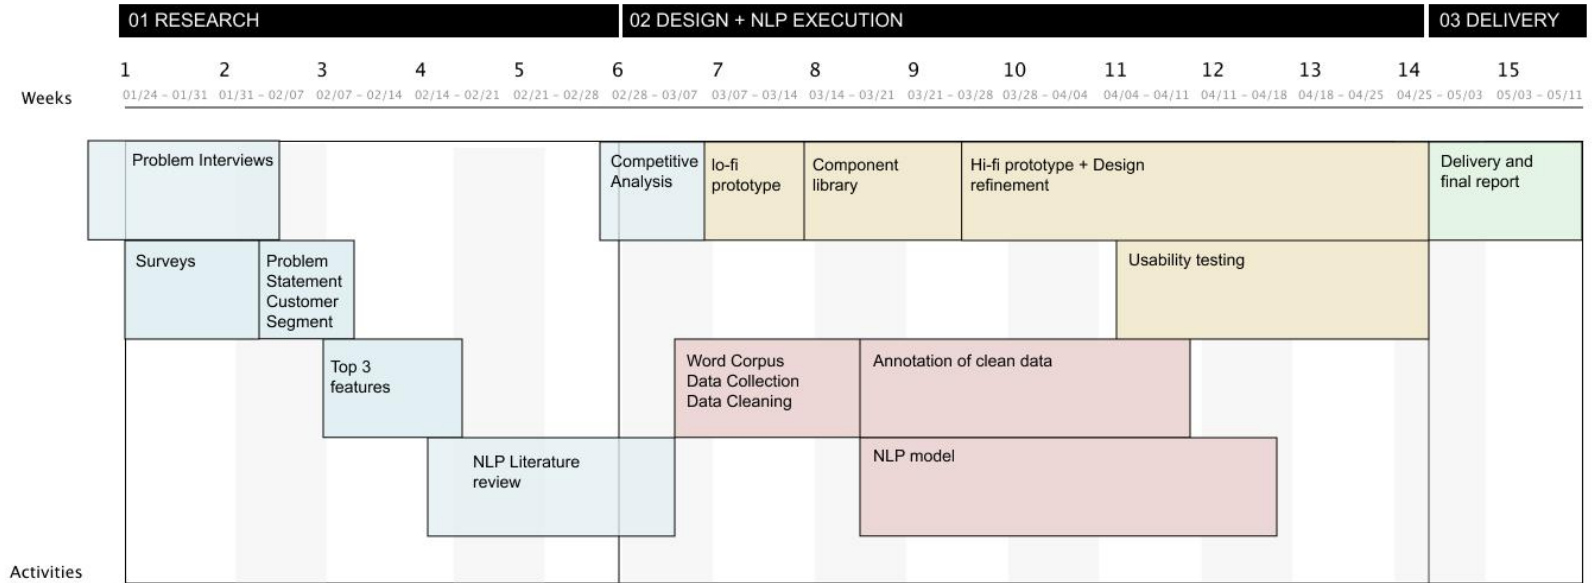 01 RESEARCH
02 DESIGN + NLP EXECUTION
03 DELIVERY
Weeks
1 2 3 4 5 6 7 8 9 10 11 12 13 14 15
01/24 – 01/31 01/31 – 02/07 02/07 – 02/14 02/14 – 02/21 02/21 – 02/28 02/28 – 03/07 03/07 – 03/14 03/14 – 03/21 03/21 – 03/28 03/28 – 04/04 04/04 – 04/11 04/11 – 04/18 04/18 – 04/25 04/25 – 05/03 05/03 – 05/11
Problem Interviews
Competitive
Analysis
lo-fi
prototype
Component
library
Hi-fi prototype + Design
refinement
Delivery and
final report
Surveys
Problem
Statement
Customer
Segment
Usability testing
Top 3
features
Word Corpus
Data Collection
Data Cleaning
Annotation of clean data
NLP Literature
review
NLP model
Activities